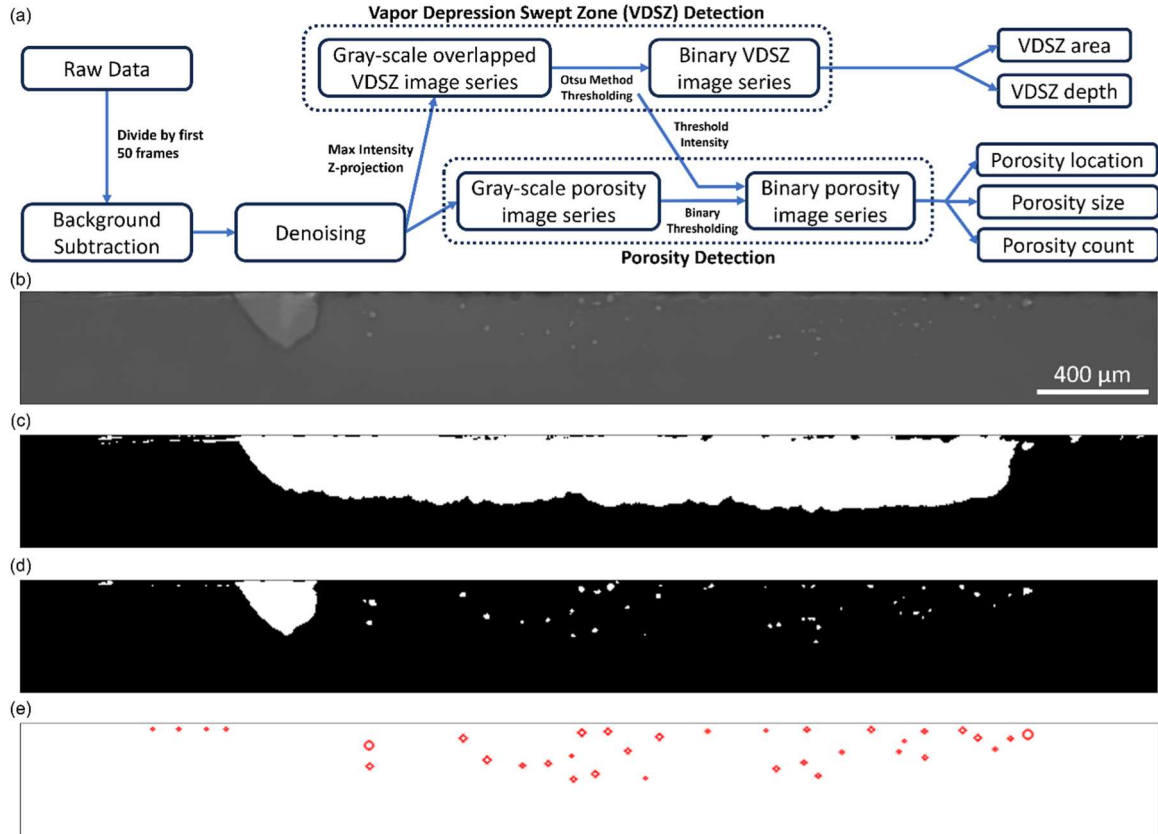 (a)
Vapor Depression Swept Zone (VDSZ) Detection
Raw Data
Gray-scale overlapped
VDSZ image series
Otsu Method
Thresholding
Binary VDSZ
image series
VDSZ area
VDSZ depth
Divide by first
50 frames
Max Intensity
Z-projection
Threshold
Intensity
Background
Subtraction
Denoising
Gray-scale porosity
image series
Binary
Thresholding
Binary porosity
image series
Porosity location
Porosity size
Porosity count
Porosity Detection
(b)
400 μm
(c)
(d)
(e)